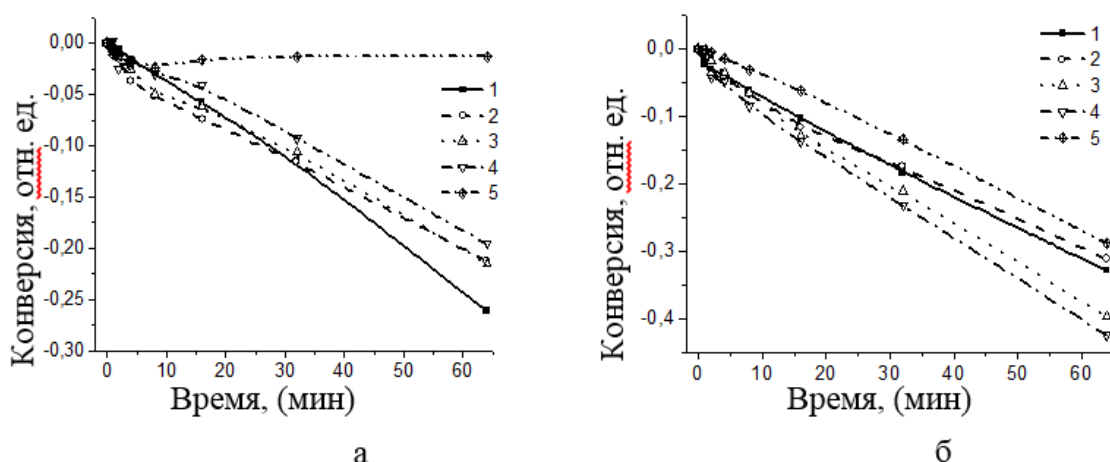 Конверсия, отн. ед.
0,00
-0,05
-0,10
-0,15
-0,20
-0,25
-0,30
0 10 20 30 40 50 60
Время, (мин)
1
2
3
4
5
а
Конверсия, отн. ед.
0,0
-0,1
-0,2
-0,3
-0,4
0 10 20 30 40 50 60
Время, (мин)
1
2
3
4
5
б